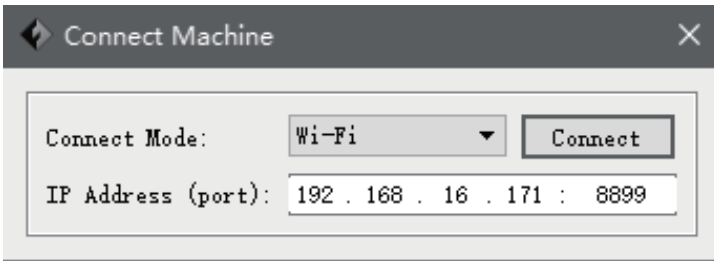 Connect Machine
Connect Mode: Wi-Fi Connect
IP Address (port): 192 . 168 . 16 . 171 : 8899